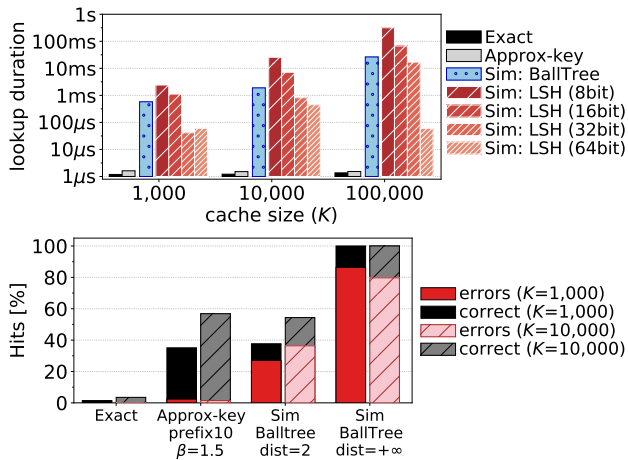 1s
100ms
10ms
1ms
100μs
10μs
1μs
lookup duration
1,000
10,000
100,000
cache size (K)
Exact
Approx-key
Sim: BallTree
Sim: LSH (8bit)
Sim: LSH (16bit)
Sim: LSH (32bit)
Sim: LSH (64bit)
100
80
60
40
20
0
Hits [%]
Exact
Approx-key
prefix10
β=1.5
Sim
Balltree
dist=2
Sim
BallTree
dist=+∞
errors (K=1,000)
correct (K=1,000)
errors (K=10,000)
correct (K=10,000)